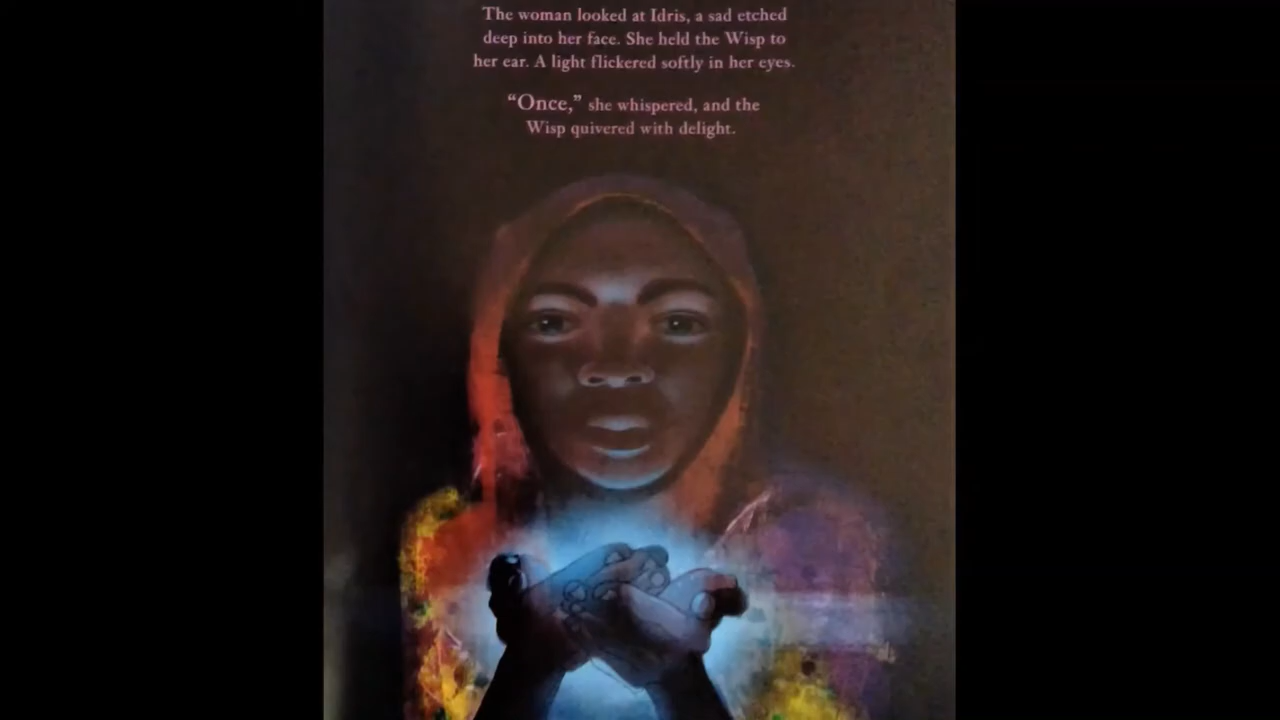 The woman looked at Idris, a sad etched
deep into her face. She held the Wisp to
her ear. A light flickered softly in her eyes.
“Once,” she whispered, and the
Wisp quivered with delight.